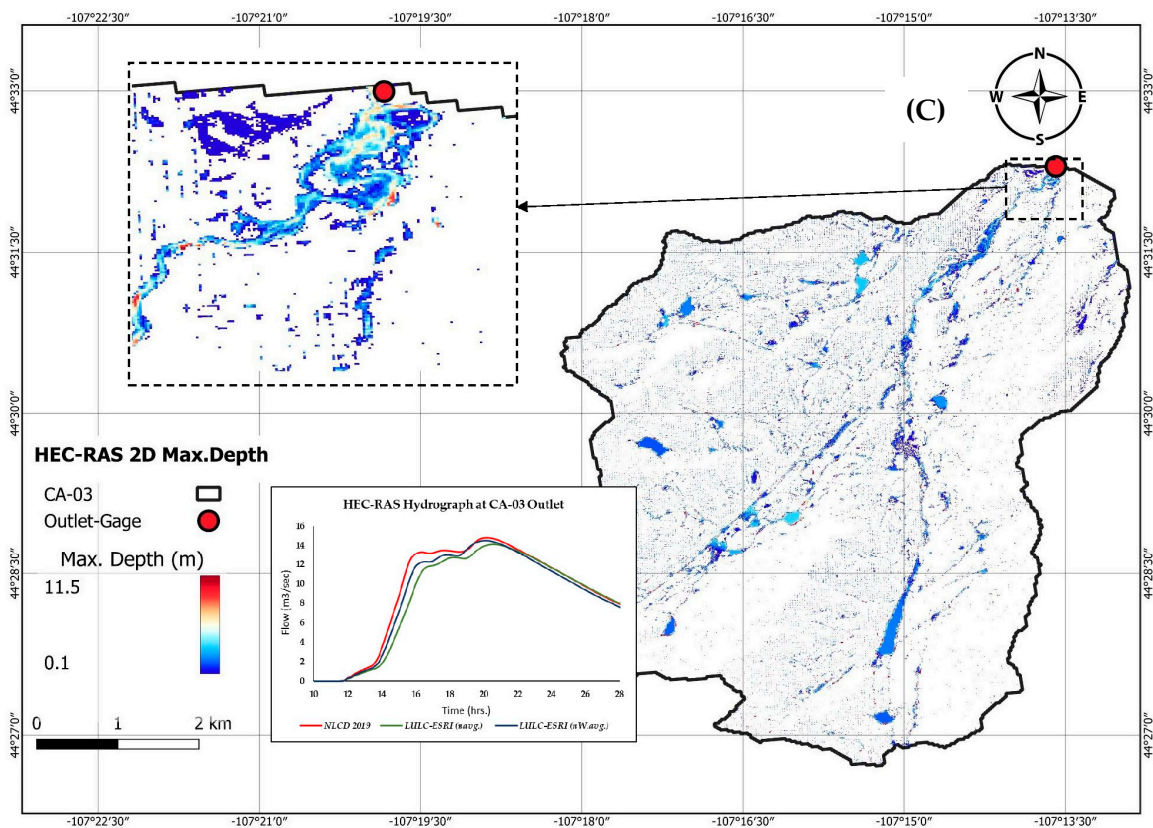 -107°22'30" -107°21'0" -107°19'30" -107°18'0" -107°16'30" -107°15'0" -107°13'30"
44°33'0" 44°33'0"
44°31'30" 44°31'30"
44°30'0" 44°30'0"
44°28'30" 44°28'30"
44°27'0" 44°27'0"
N
W E
S
(C)
HEC-RAS 2D Max.Depth
CA-03
Outlet-Gage
Max. Depth (m)
11.5
0.1
0 1 2 km
HEC-RAS Hydrograph at CA-03 Outlet
Flow (m3/sec)
16
14
12
10
8
6
4
2
0
10 12 14 16 18 20 22 24 26 28
Time (hrs.)
NLCD 2019 LULC-ESRI (navg.) LULC-ESRI (nW.avg.)
-107°22'30" -107°21'0" -107°19'30" -107°18'0" -107°16'30" -107°15'0" -107°13'30"